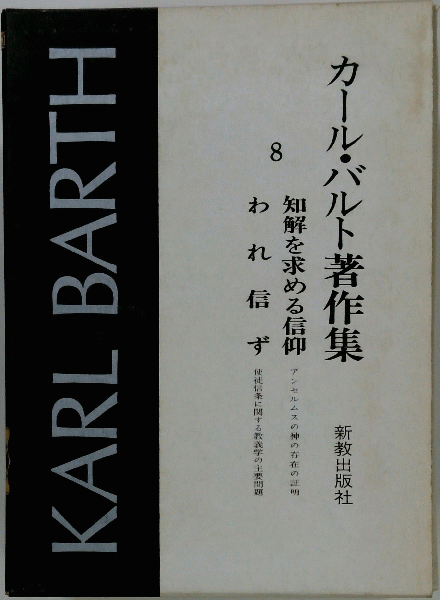 KARL BARTH
カール・バルト著作集
8
知解を求める信仰
アンセルムスの神の存在の証明
われ信ず
使徒信条に関する教義学の主要問題
新教出版社